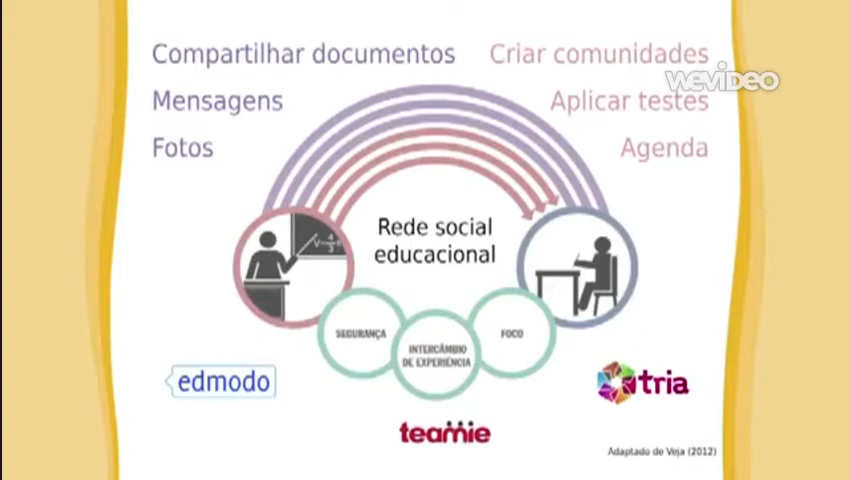 Compartilhar documentos
Criar comunidades
WEVIDEO
Mensagens
Aplicar testes
Fotos
Agenda
Rede social
educacional
SEGURANÇA
INTERCÂMBIO
DE EXPERIÊNCIA
FOCO
edmodo
tria
teamie
Adaptado de Veja (2012)